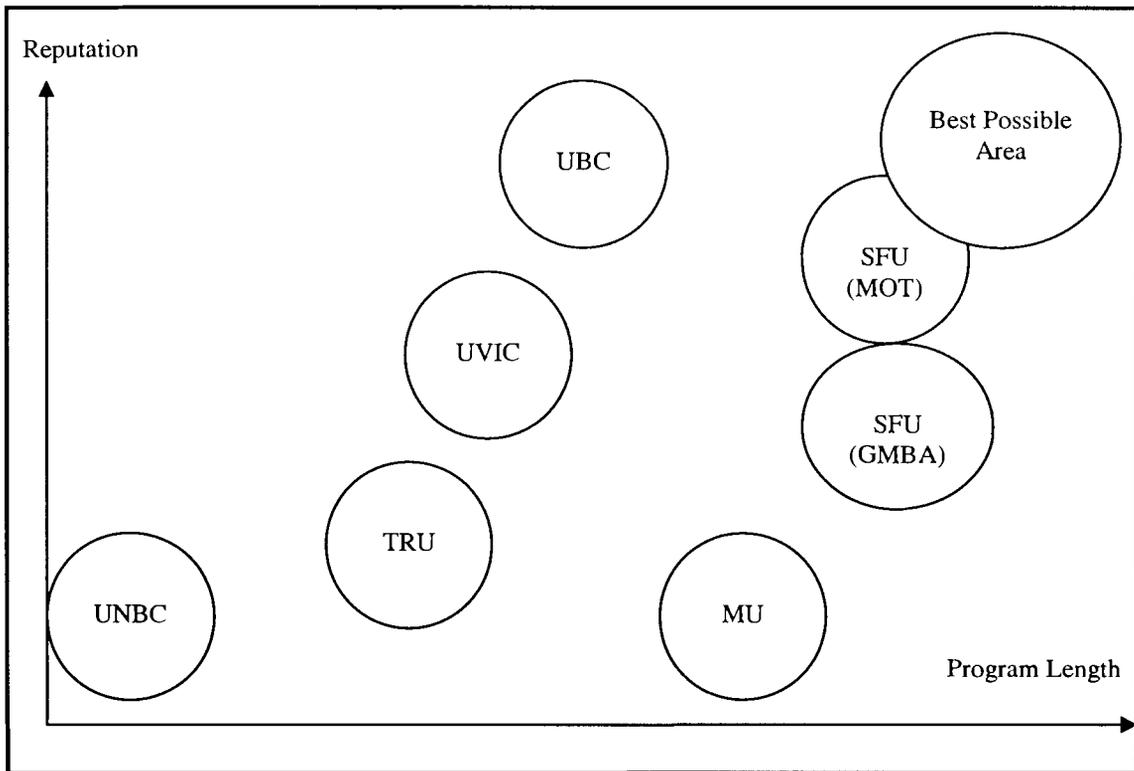 Reputation
Best Possible
Area
UBC
SFU
(MOT)
UVIC
SFU
(GMBA)
TRU
UNBC
MU
Program Length